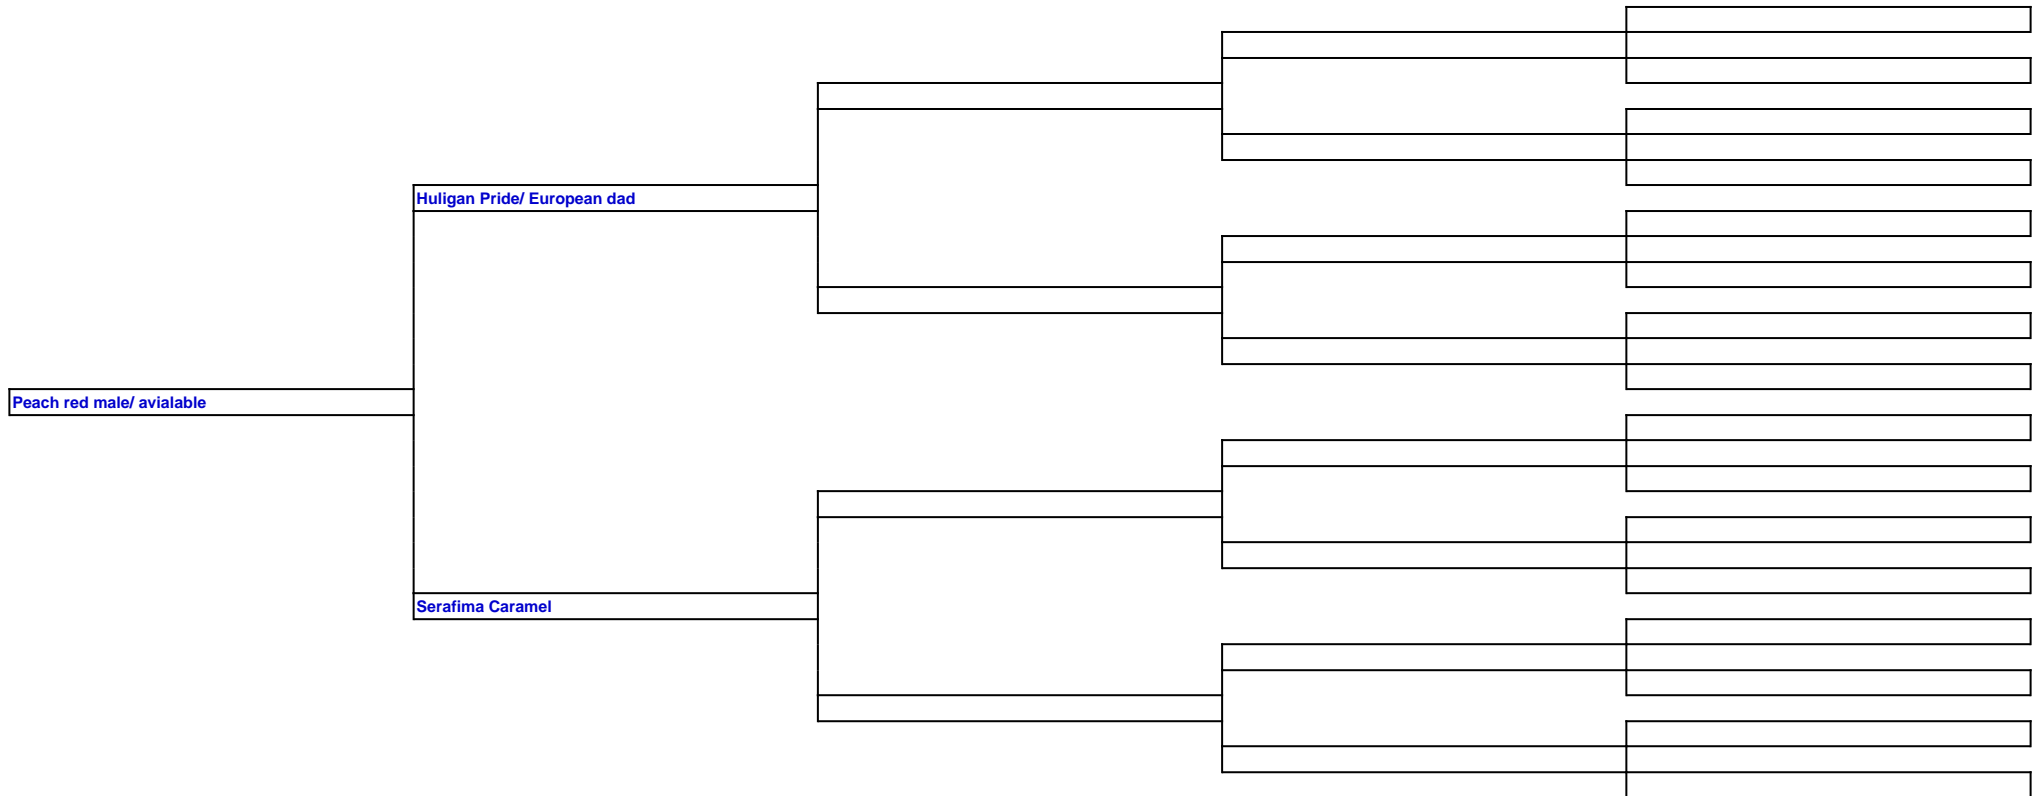 Huligan Pride/ European dad
Peach red male/ avialable
Serafima Caramel